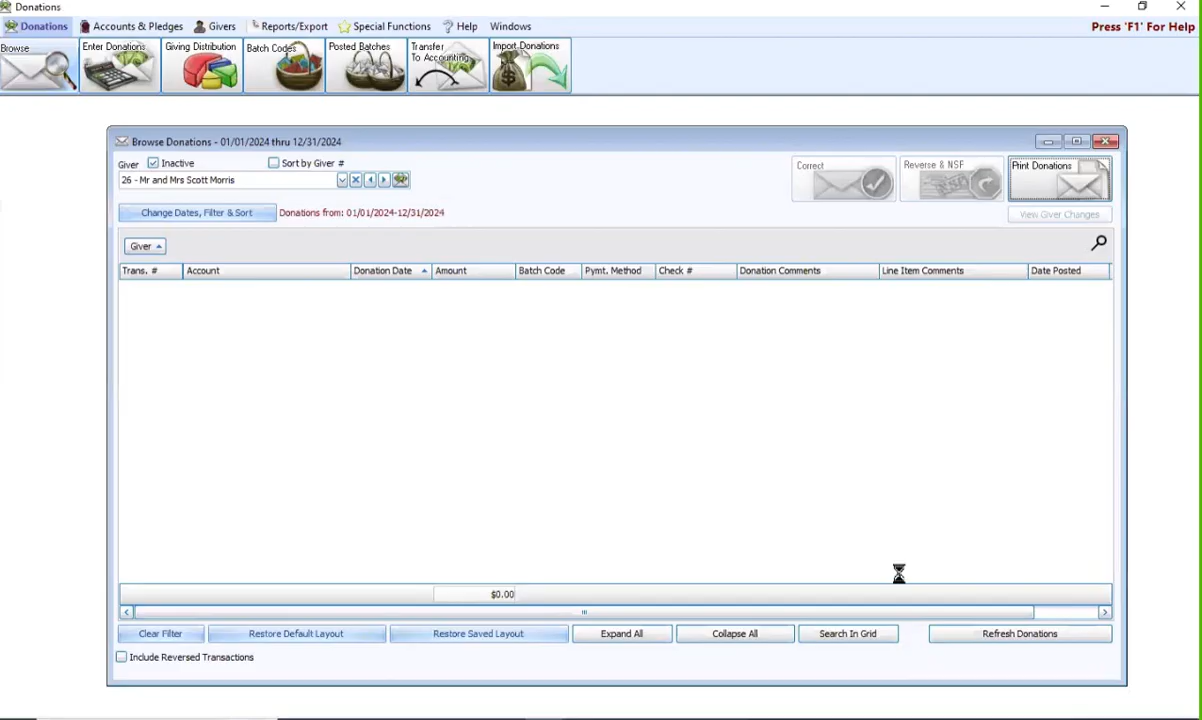 Donations
Donations Accounts & Pledges Givers Reports/Export Special Functions Help Windows Press 'F1' For Help
Browse Enter Donations Giving Distribution Batch Codes Posted Batches Transfer To Accounting Import Donations
Browse Donations - 01/01/2024 thru 12/31/2024
Giver Inactive Sort by Giver #
26 - Mr and Mrs Scott Morris
Correct Reverse & NSF Print Donations
Change Dates, Filter & Sort Donations from: 01/01/2024-12/31/2024 View Giver Changes
Giver
Trans. # Account Donation Date Amount Batch Code Pymt. Method Check # Donation Comments Line Item Comments Date Posted
$0.00
Clear Filter Restore Default Layout Restore Saved Layout Expand All Collapse All Search In Grid Refresh Donations
Include Reversed Transactions